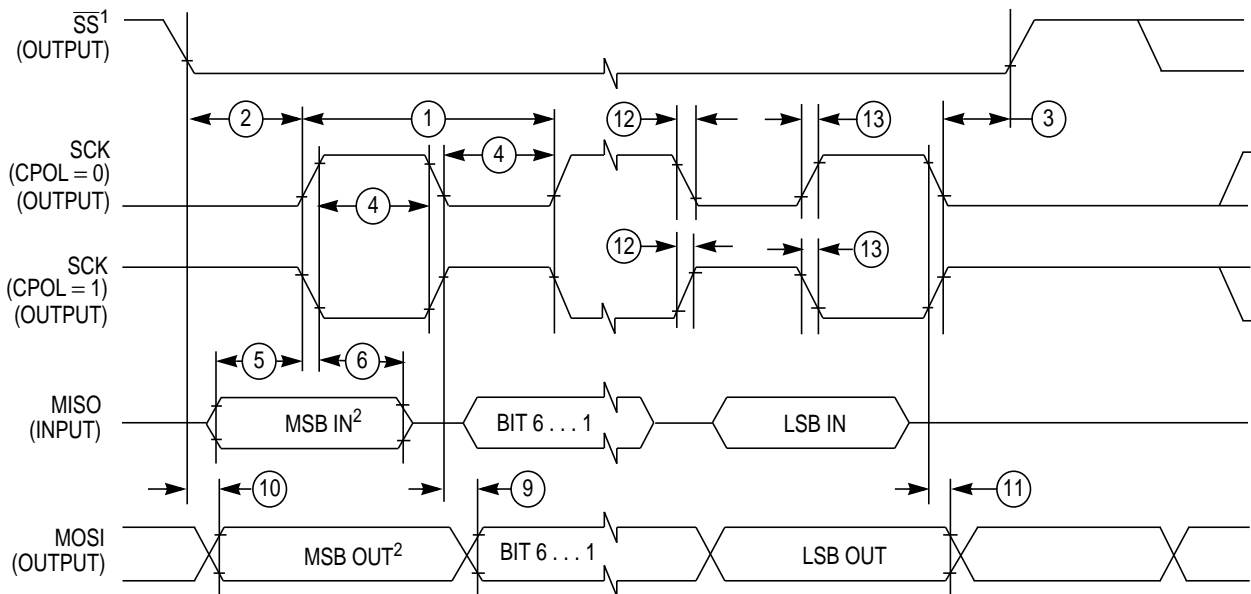 SS¹
(OUTPUT)
2
1
12
13
3
SCK
(CPOL = 0)
(OUTPUT)
4
4
12
13
SCK
(CPOL = 1)
(OUTPUT)
5
6
MISO
(INPUT)
MSB IN²
BIT 6 . . . 1
LSB IN
10
9
11
MOSI
(OUTPUT)
MSB OUT²
BIT 6 . . . 1
LSB OUT